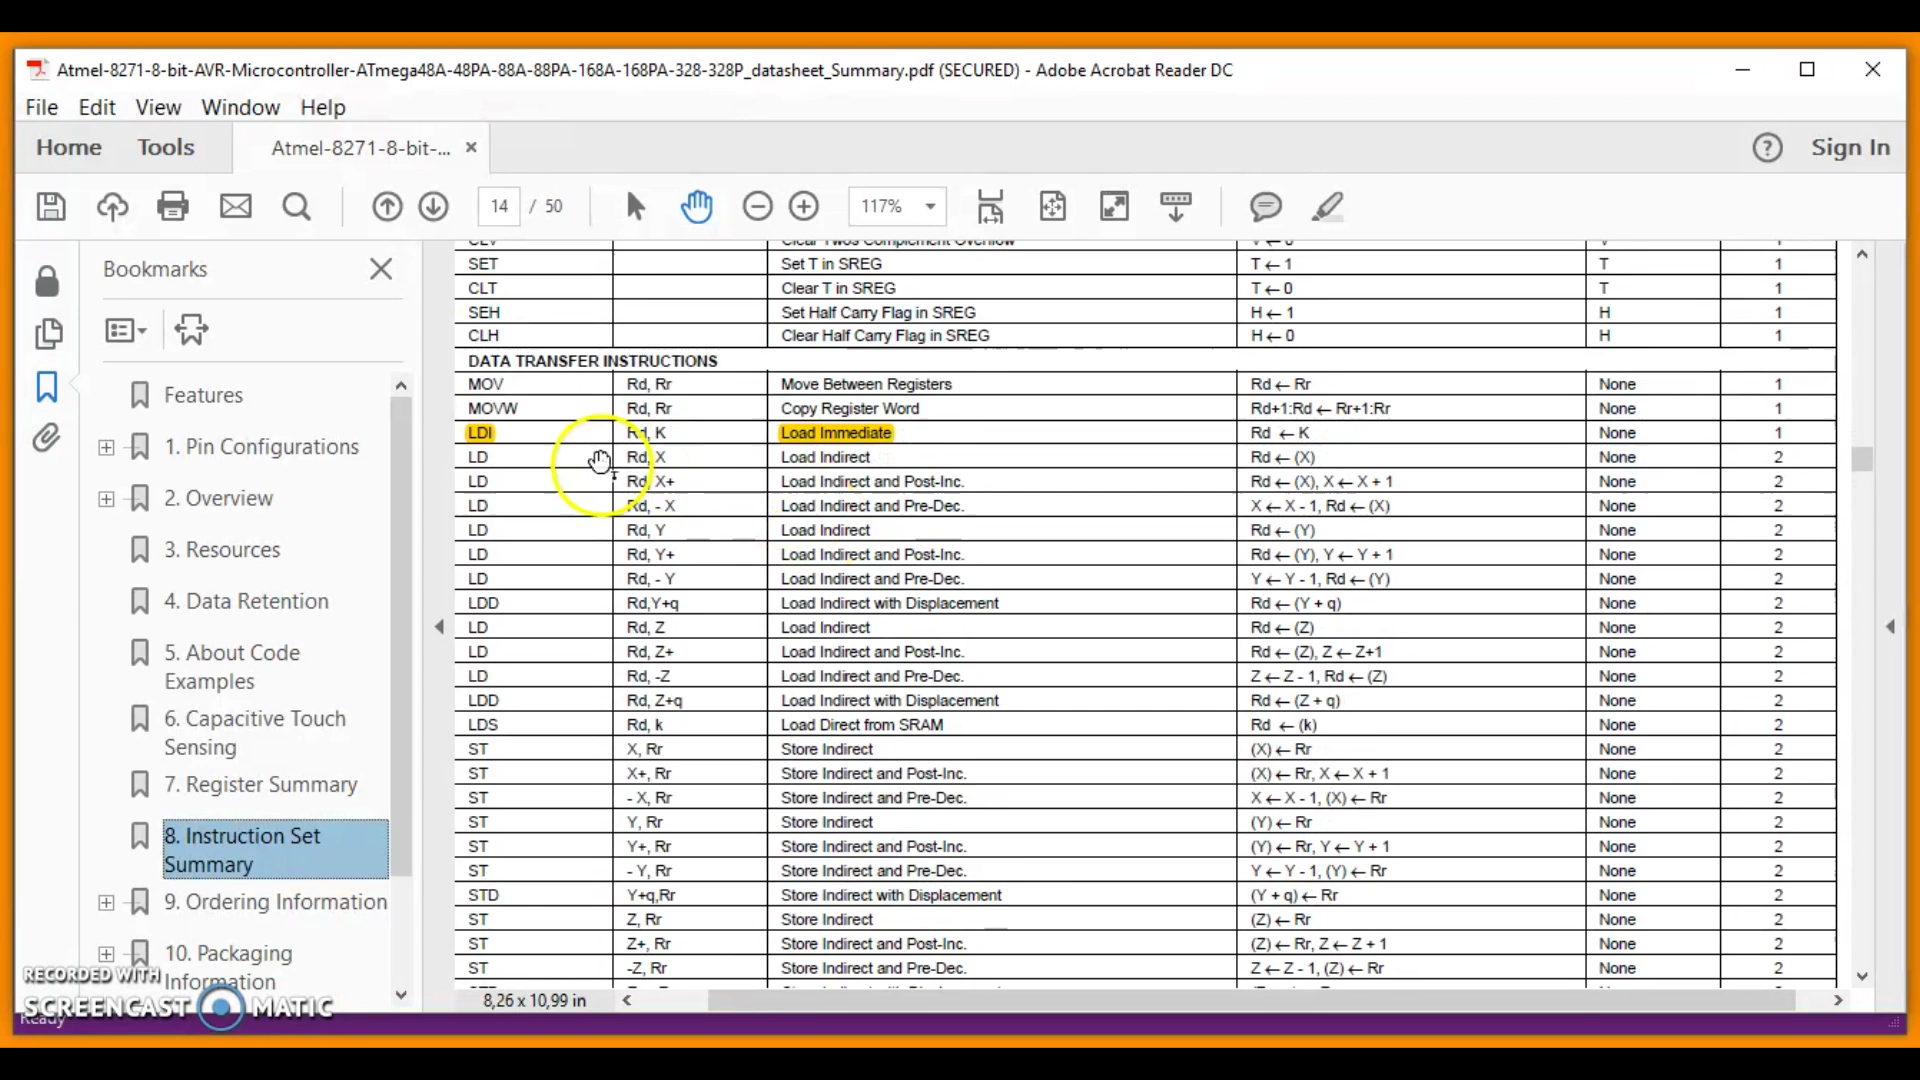 Atmel-8271-8-bit-AVR-Microcontroller-ATmega48A-48PA-88A-88PA-168A-168PA-328-328P_datasheet_Summary.pdf (SECURED) - Adobe Acrobat Reader DC
File Edit View Window Help
Home Tools Atmel-8271-8-bit-... × Sign In
14 / 50 117%
Bookmarks
Features
1. Pin Configurations
2. Overview
3. Resources
4. Data Retention
5. About Code
Examples
6. Capacitive Touch
Sensing
7. Register Summary
8. Instruction Set
Summary
9. Ordering Information
10. Packaging
Information
SET Set T in SREG T ← 1 T 1
CLT Clear T in SREG T ← 0 T 1
SEH Set Half Carry Flag in SREG H ← 1 H 1
CLH Clear Half Carry Flag in SREG H ← 0 H 1
DATA TRANSFER INSTRUCTIONS
MOV Rd, Rr Move Between Registers Rd ← Rr None 1
MOVW Rd, Rr Copy Register Word Rd+1:Rd ← Rr+1:Rr None 1
LDI Rd, K Load Immediate Rd ← K None 1
LD Rd, X Load Indirect Rd ← (X) None 2
LD Rd, X+ Load Indirect and Post-Inc. Rd ← (X), X ← X + 1 None 2
LD Rd, - X Load Indirect and Pre-Dec. X ← X - 1, Rd ← (X) None 2
LD Rd, Y Load Indirect Rd ← (Y) None 2
LD Rd, Y+ Load Indirect and Post-Inc. Rd ← (Y), Y ← Y + 1 None 2
LD Rd, - Y Load Indirect and Pre-Dec. Y ← Y - 1, Rd ← (Y) None 2
LDD Rd,Y+q Load Indirect with Displacement Rd ← (Y + q) None 2
LD Rd, Z Load Indirect Rd ← (Z) None 2
LD Rd, Z+ Load Indirect and Post-Inc. Rd ← (Z), Z ← Z+1 None 2
LD Rd, -Z Load Indirect and Pre-Dec. Z ← Z - 1, Rd ← (Z) None 2
LDD Rd, Z+q Load Indirect with Displacement Rd ← (Z + q) None 2
LDS Rd, k Load Direct from SRAM Rd ← (k) None 2
ST X, Rr Store Indirect (X) ← Rr None 2
ST X+, Rr Store Indirect and Post-Inc. (X) ← Rr, X ← X + 1 None 2
ST - X, Rr Store Indirect and Pre-Dec. X ← X - 1, (X) ← Rr None 2
ST Y, Rr Store Indirect (Y) ← Rr None 2
ST Y+, Rr Store Indirect and Post-Inc. (Y) ← Rr, Y ← Y + 1 None 2
ST - Y, Rr Store Indirect and Pre-Dec. Y ← Y - 1, (Y) ← Rr None 2
STD Y+q,Rr Store Indirect with Displacement (Y + q) ← Rr None 2
ST Z, Rr Store Indirect (Z) ← Rr None 2
ST Z+, Rr Store Indirect and Post-Inc. (Z) ← Rr, Z ← Z + 1 None 2
ST -Z, Rr Store Indirect and Pre-Dec. Z ← Z - 1, (Z) ← Rr None 2
8,26 x 10,99 in
RECORDED WITH
SCREENCAST MATIC
Ready